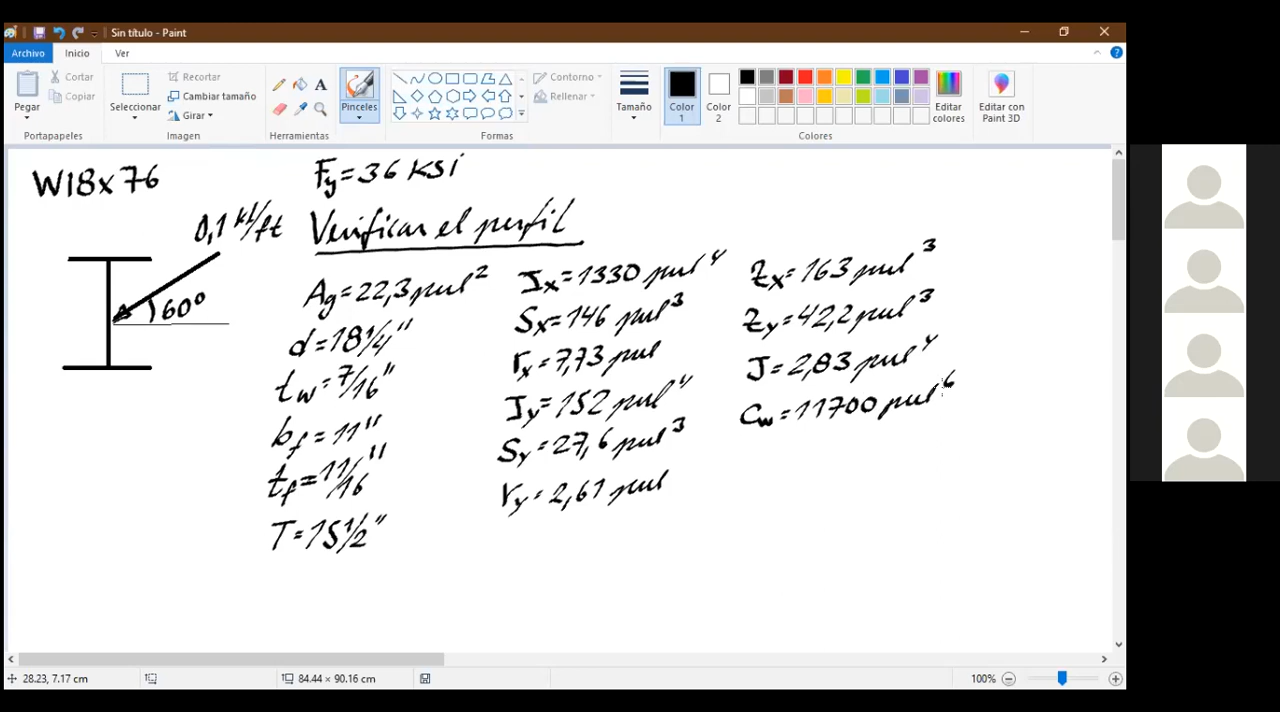 Sin título - Paint
Archivo Inicio Ver
Pegar
Cortar
Copiar
Portapapeles
Seleccionar
Recortar
Cambiar tamaño
Girar
Imagen
A
Herramientas
Pinceles
Contorno
Rellenar
Formas
Tamaño
Color 1
Color 2
Editar colores
Editar con Paint 3D
Colores
W18x76
Fy=36 KSi
0,1 kl/ft
Verificar el perfil
60°
Ag=22,3 pul²
d=18 1/4"
tw=7/16"
bf=11"
tf=11/16"
T=15 1/2"
Ix=1330 pul⁴
Sx=146 pul³
rx=7,73 pul
Iy=152 pul⁴
Sy=27,6 pul³
ry=2,61 pul
Zx=163 pul³
Zy=42,2 pul³
J=2,83 pul⁴
Cw=11700 pul⁶
28.23, 7.17 cm
84.44 × 90.16 cm
100%